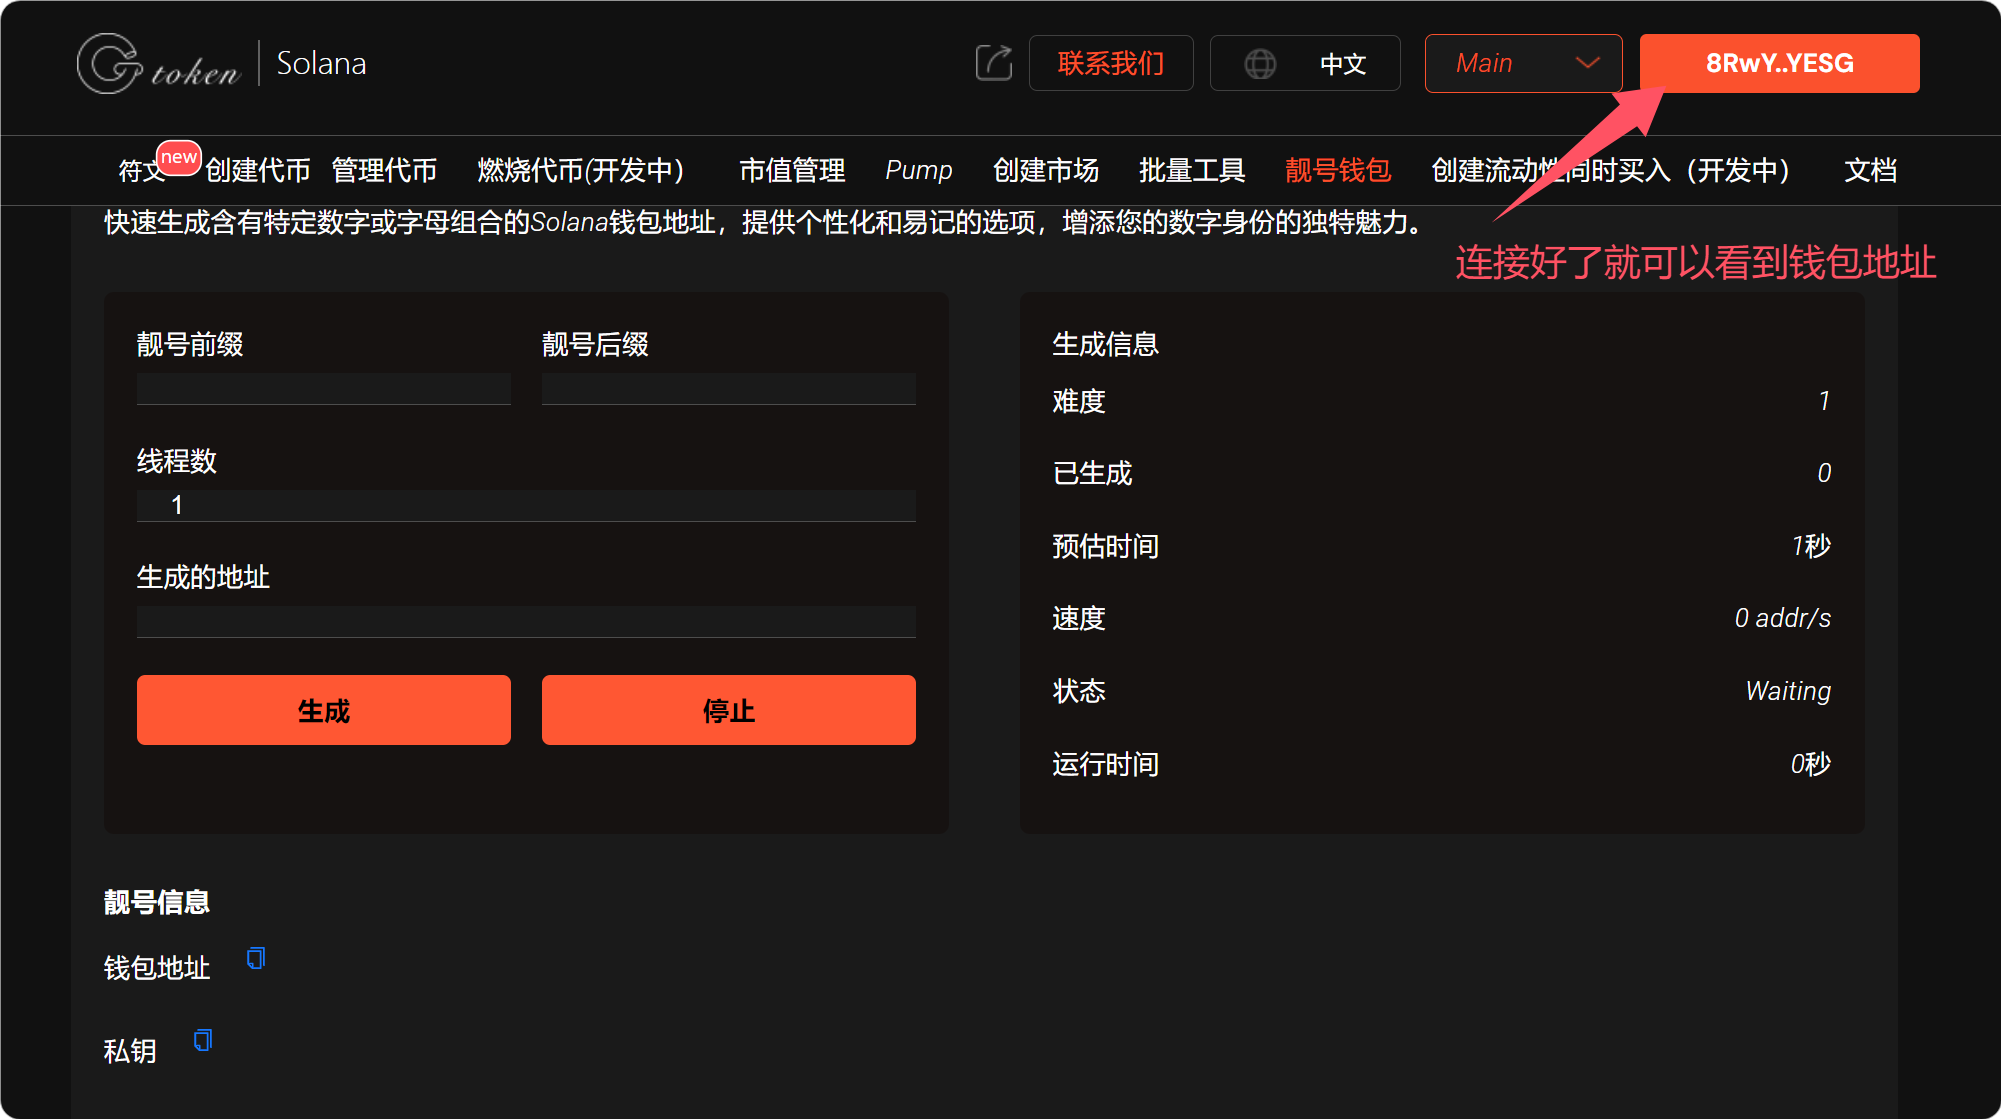 Gtoken | Solana
联系我们
中文
Main
8RwY..YESG
符文 new 创建代币 管理代币 燃烧代币(开发中) 市值管理 Pump 创建市场 批量工具 靓号钱包 创建流动性同时买入（开发中） 文档
快速生成含有特定数字或字母组合的Solana钱包地址，提供个性化和易记的选项，增添您的数字身份的独特魅力。
连接好了就可以看到钱包地址
靓号前缀 靓号后缀
线程数
1
生成的地址
生成 停止
生成信息
难度 1
已生成 0
预估时间 1秒
速度 0 addr/s
状态 Waiting
运行时间 0秒
靓号信息
钱包地址
私钥